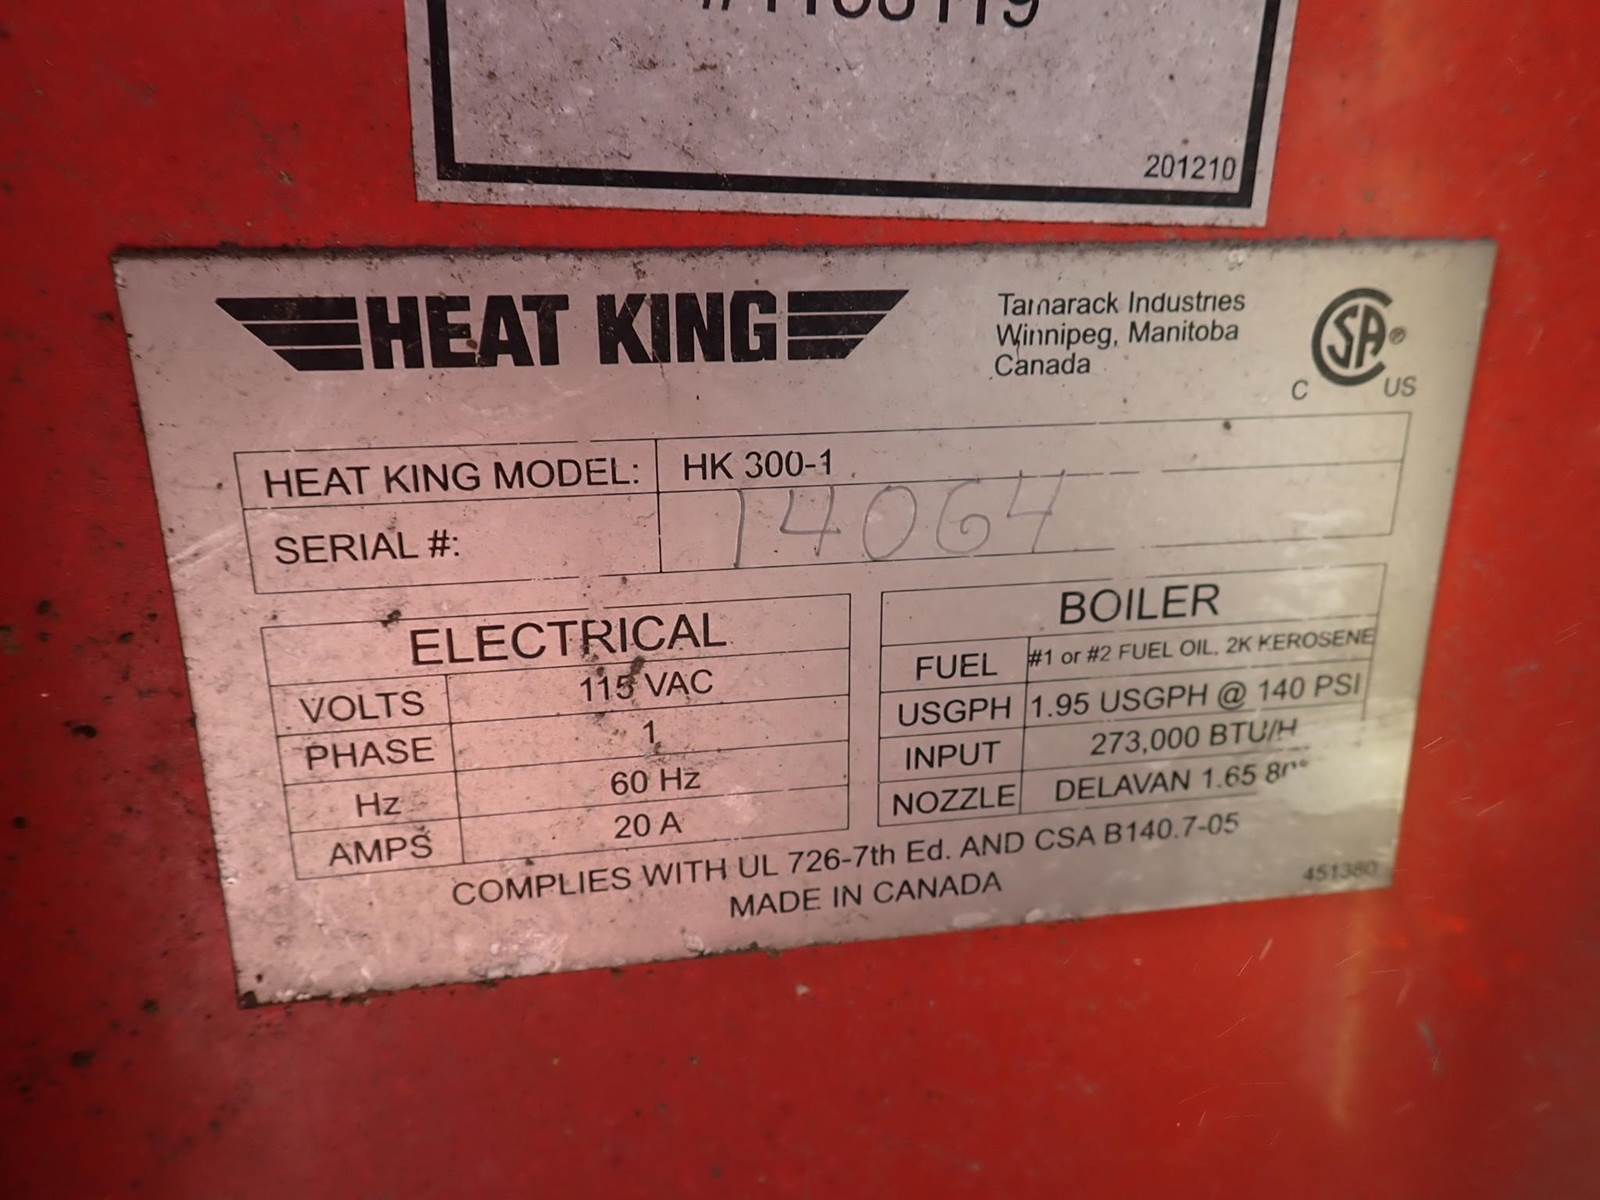 201210
HEAT KING
Tamarack Industries
Winnipeg, Manitoba
Canada
CSA ®
C US
HEAT KING MODEL: HK 300-1
SERIAL #: 14064
ELECTRICAL
VOLTS 115 VAC
PHASE 1
Hz 60 Hz
AMPS 20 A
BOILER
FUEL #1 or #2 FUEL OIL, 2K KEROSENE
USGPH 1.95 USGPH @ 140 PSI
INPUT 273,000 BTU/H
NOZZLE DELAVAN 1.65
COMPLIES WITH UL 726-7th Ed. AND CSA B140.7-05
MADE IN CANADA
451380